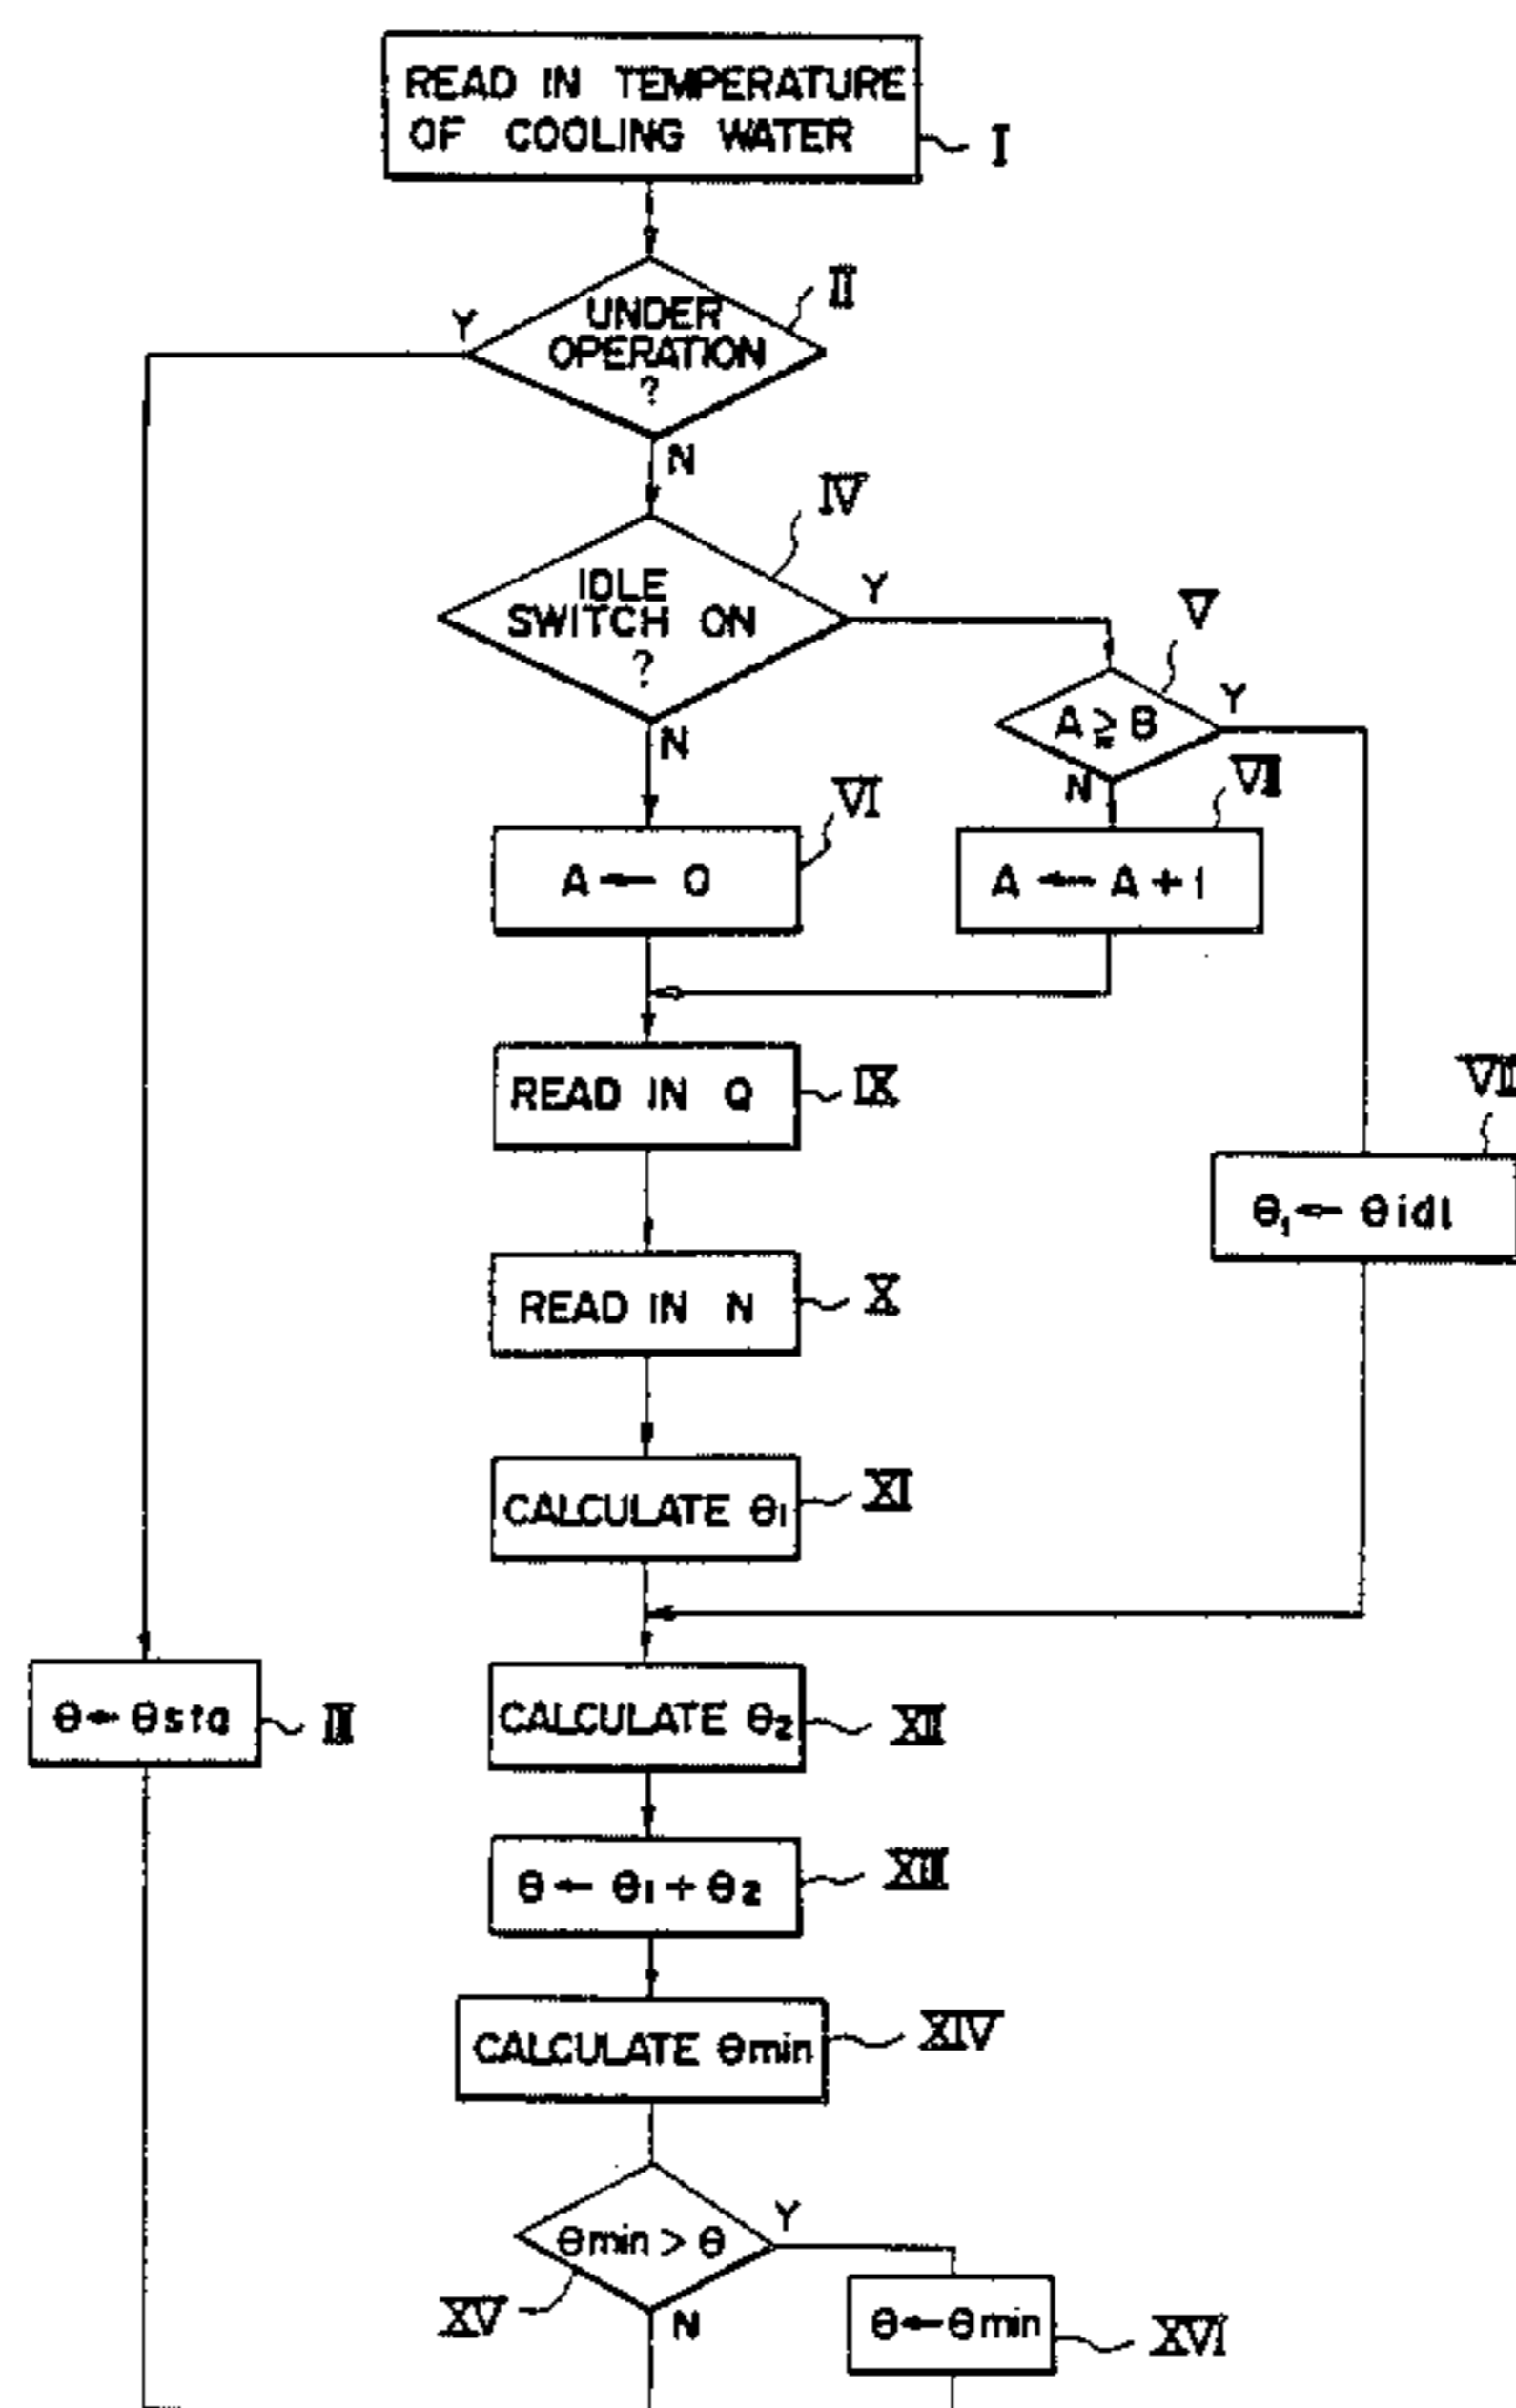 READ IN TEMPERATURE
OF COOLING WATER
I
II
Y
UNDER
OPERATION
?
N
IV
IDLE
SWITCH ON
?
Y
V
N
A ≧ B
Y
N
VI
A ← 0
A ← A + 1
READ IN Q
IX
READ IN N
X
θ₁ ← θidl
CALCULATE θ₁
XI
θ ← θsta
III
CALCULATE θ₂
XII
θ ← θ₁ + θ₂
XIII
CALCULATE θmin
XIV
θmin > θ
Y
XV
N
θ ← θmin
XVI